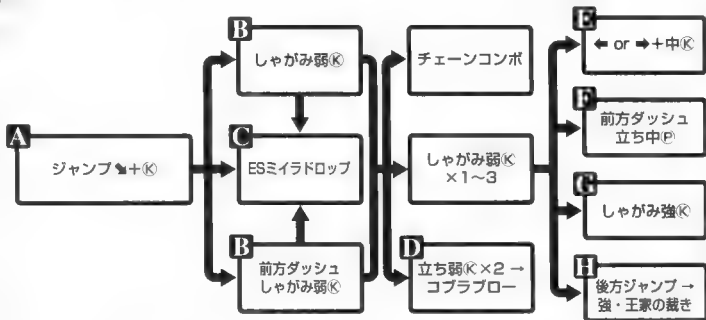 A
ジャンプ↘+Ⓚ
B
しゃがみ弱Ⓚ
C
ESミイラドロップ
B
前方ダッシュ
しゃがみ弱Ⓚ
チェーンコンボ
しゃがみ弱Ⓚ
×1〜3
D
立ち弱Ⓚ×2→
コブラブロー
E
← or →+中Ⓚ
F
前方ダッシュ
立ち中Ⓟ
G
しゃがみ強Ⓚ
H
後方ジャンプ→
強・王家の裁き